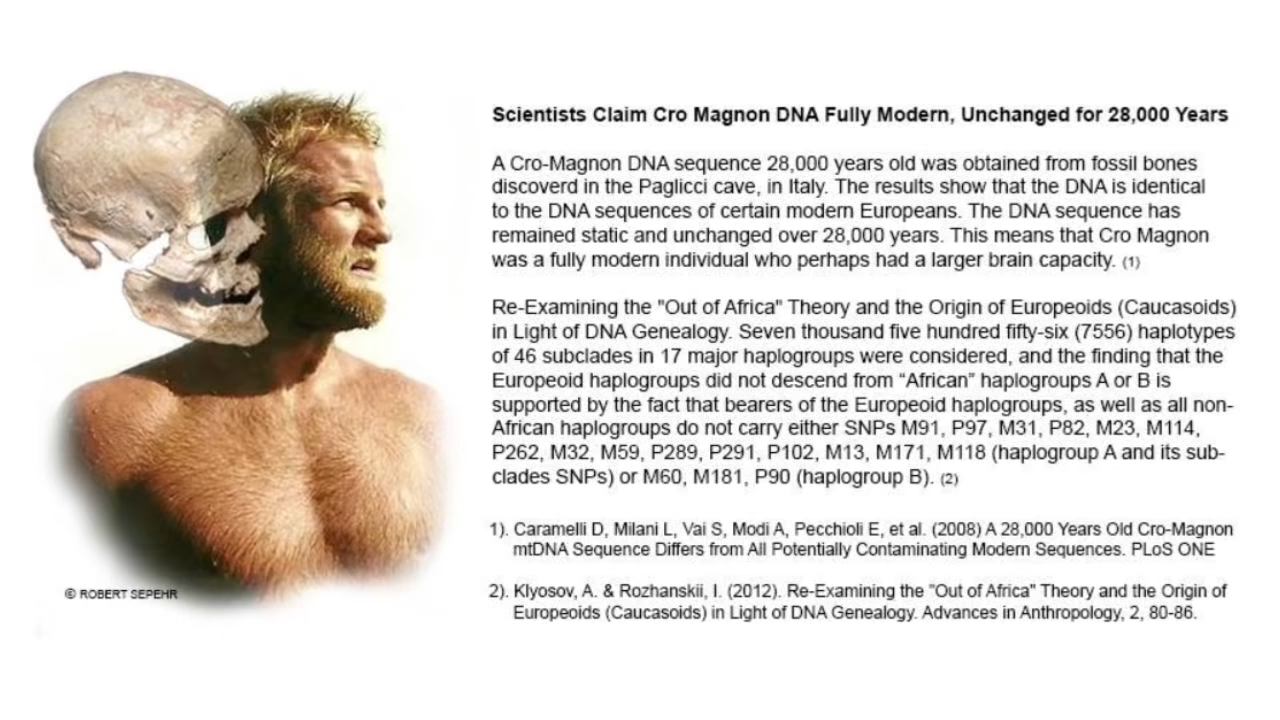 Scientists Claim Cro Magnon DNA Fully Modern, Unchanged for 28,000 Years
A Cro-Magnon DNA sequence 28,000 years old was obtained from fossil bones
discoverd in the Paglicci cave, in Italy. The results show that the DNA is identical
to the DNA sequences of certain modern Europeans. The DNA sequence has
remained static and unchanged over 28,000 years. This means that Cro Magnon
was a fully modern individual who perhaps had a larger brain capacity. (1)
Re-Examining the "Out of Africa" Theory and the Origin of Europeoids (Caucasoids)
in Light of DNA Genealogy. Seven thousand five hundred fifty-six (7556) haplotypes
of 46 subclades in 17 major haplogroups were considered, and the finding that the
Europeoid haplogroups did not descend from “African” haplogroups A or B is
supported by the fact that bearers of the Europeoid haplogroups, as well as all non-
African haplogroups do not carry either SNPs M91, P97, M31, P82, M23, M114,
P262, M32, M59, P289, P291, P102, M13, M171, M118 (haplogroup A and its sub-
clades SNPs) or M60, M181, P90 (haplogroup B). (2)
1). Caramelli D, Milani L, Vai S, Modi A, Pecchioli E, et al. (2008) A 28,000 Years Old Cro-Magnon
mtDNA Sequence Differs from All Potentially Contaminating Modern Sequences. PLoS ONE
2). Klyosov, A. & Rozhanskii, I. (2012). Re-Examining the "Out of Africa" Theory and the Origin of
Europeoids (Caucasoids) in Light of DNA Genealogy. Advances in Anthropology, 2, 80-86.
© ROBERT SEPEHR